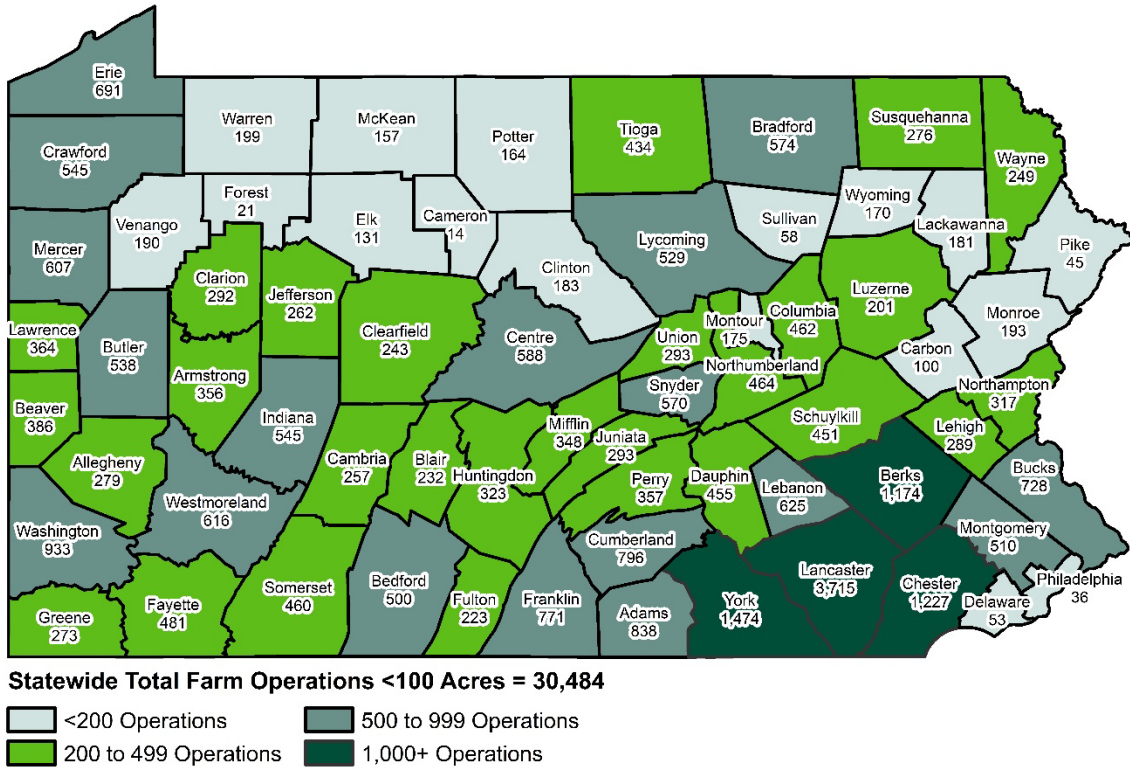 Erie
691
Warren
199
McKean
157
Potter
164
Tioga
434
Bradford
574
Susquehanna
276
Wayne
249
Crawford
545
Forest
21
Venango
190
Elk
131
Cameron
14
Clinton
183
Lycoming
529
Sullivan
58
Wyoming
170
Lackawanna
181
Pike
45
Mercer
607
Clarion
292
Jefferson
262
Clearfield
243
Centre
588
Union
293
Montour
175
Columbia
462
Luzerne
201
Monroe
193
Lawrence
364
Butler
538
Armstrong
356
Indiana
545
Snyder
570
Northumberland
464
Carbon
100
Northampton
317
Beaver
386
Allegheny
279
Westmoreland
616
Cambria
257
Blair
232
Huntingdon
323
Mifflin
348
Juniata
293
Perry
357
Dauphin
455
Schuylkill
451
Lebanon
625
Berks
1,174
Lehigh
289
Bucks
728
Washington
933
Greene
273
Fayette
481
Somerset
460
Bedford
500
Fulton
223
Franklin
771
Cumberland
796
Adams
838
York
1,474
Lancaster
3,715
Chester
1,227
Montgomery
510
Delaware
53
Philadelphia
36
Statewide Total Farm Operations <100 Acres = 30,484
<200 Operations
200 to 499 Operations
500 to 999 Operations
1,000+ Operations